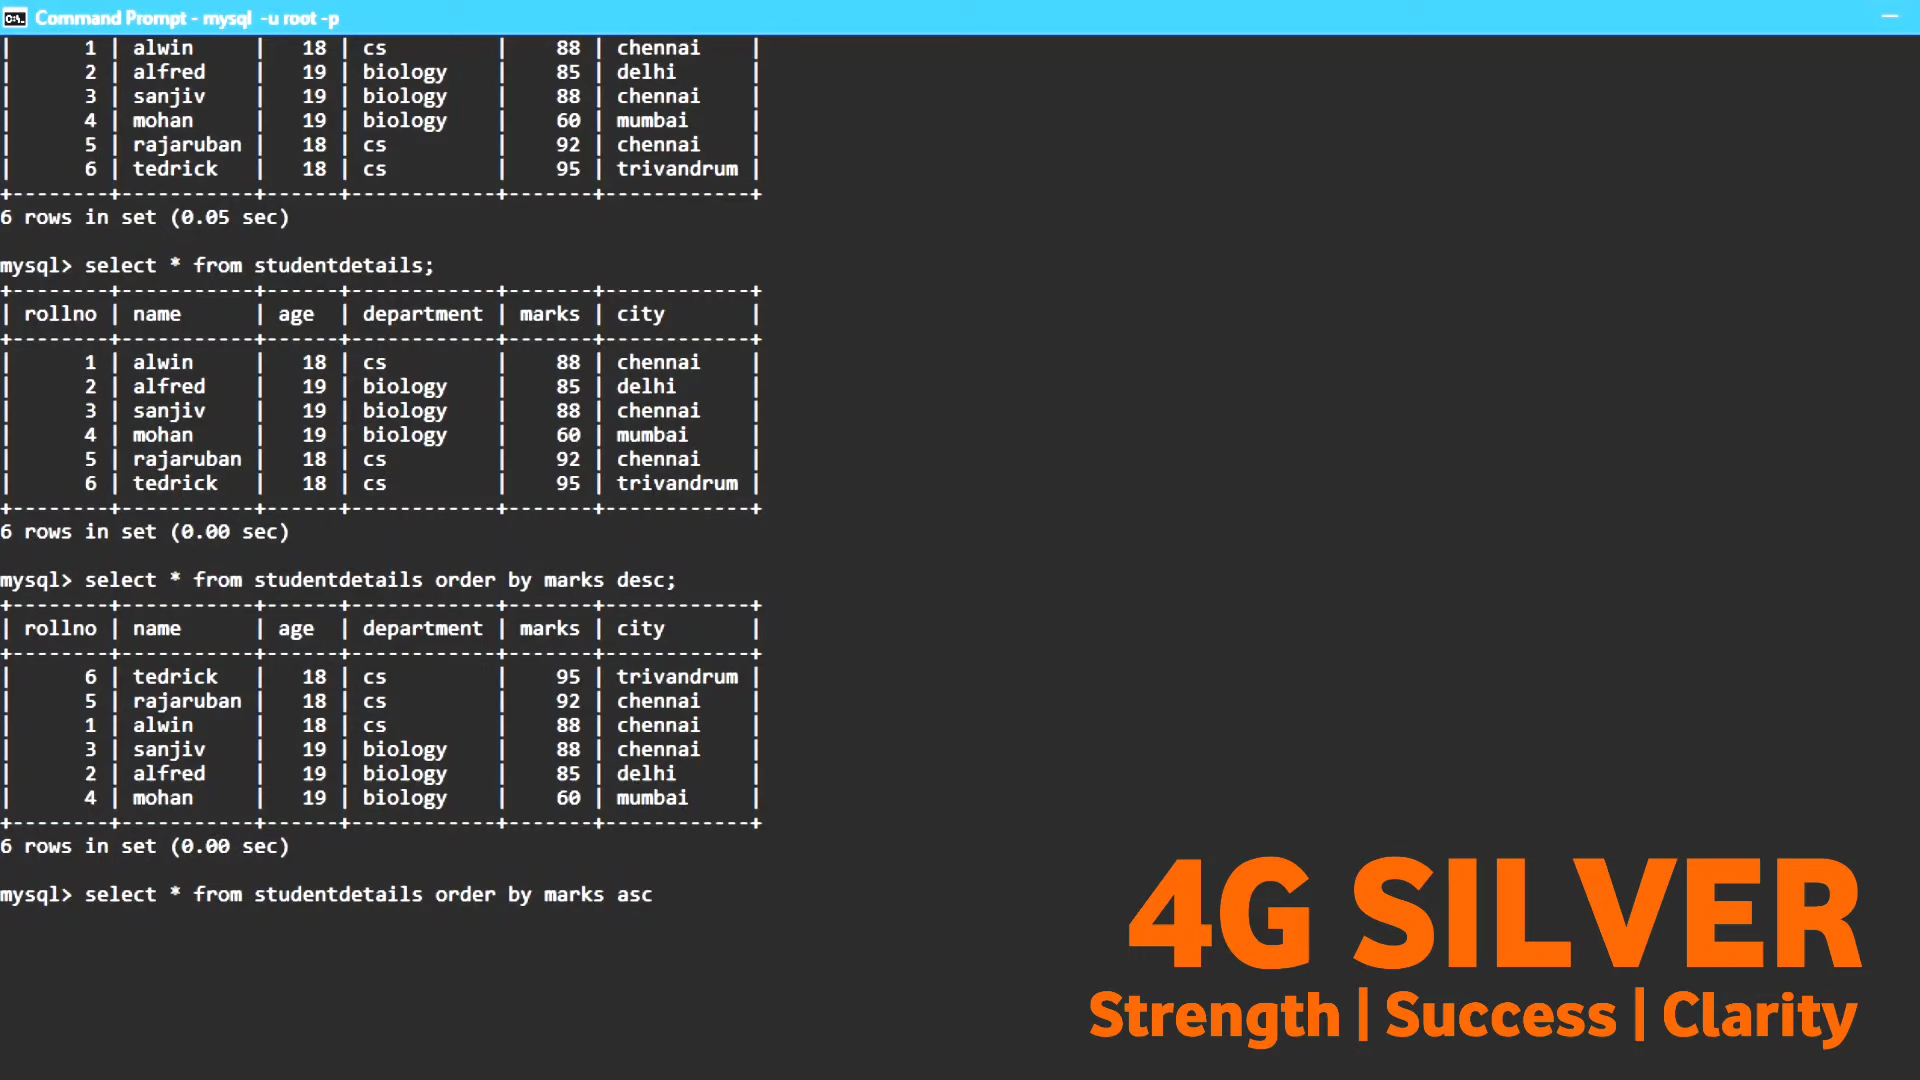 Command Prompt - mysql  -u root -p
|      1 | alwin     |   18 | cs         |    88 | chennai    |
|      2 | alfred    |   19 | biology    |    85 | delhi      |
|      3 | sanjiv    |   19 | biology    |    88 | chennai    |
|      4 | mohan     |   19 | biology    |    60 | mumbai     |
|      5 | rajaruban |   18 | cs         |    92 | chennai    |
|      6 | tedrick   |   18 | cs         |    95 | trivandrum |
+--------+-----------+------+------------+-------+------------+
6 rows in set (0.05 sec)
mysql> select * from studentdetails;
+--------+-----------+------+------------+-------+------------+
| rollno | name      | age  | department | marks | city       |
+--------+-----------+------+------------+-------+------------+
|      1 | alwin     |   18 | cs         |    88 | chennai    |
|      2 | alfred    |   19 | biology    |    85 | delhi      |
|      3 | sanjiv    |   19 | biology    |    88 | chennai    |
|      4 | mohan     |   19 | biology    |    60 | mumbai     |
|      5 | rajaruban |   18 | cs         |    92 | chennai    |
|      6 | tedrick   |   18 | cs         |    95 | trivandrum |
+--------+-----------+------+------------+-------+------------+
6 rows in set (0.00 sec)
mysql> select * from studentdetails order by marks desc;
+--------+-----------+------+------------+-------+------------+
| rollno | name      | age  | department | marks | city       |
+--------+-----------+------+------------+-------+------------+
|      6 | tedrick   |   18 | cs         |    95 | trivandrum |
|      5 | rajaruban |   18 | cs         |    92 | chennai    |
|      1 | alwin     |   18 | cs         |    88 | chennai    |
|      3 | sanjiv    |   19 | biology    |    88 | chennai    |
|      2 | alfred    |   19 | biology    |    85 | delhi      |
|      4 | mohan     |   19 | biology    |    60 | mumbai     |
+--------+-----------+------+------------+-------+------------+
6 rows in set (0.00 sec)
mysql> select * from studentdetails order by marks asc
4G SILVER
Strength | Success | Clarity